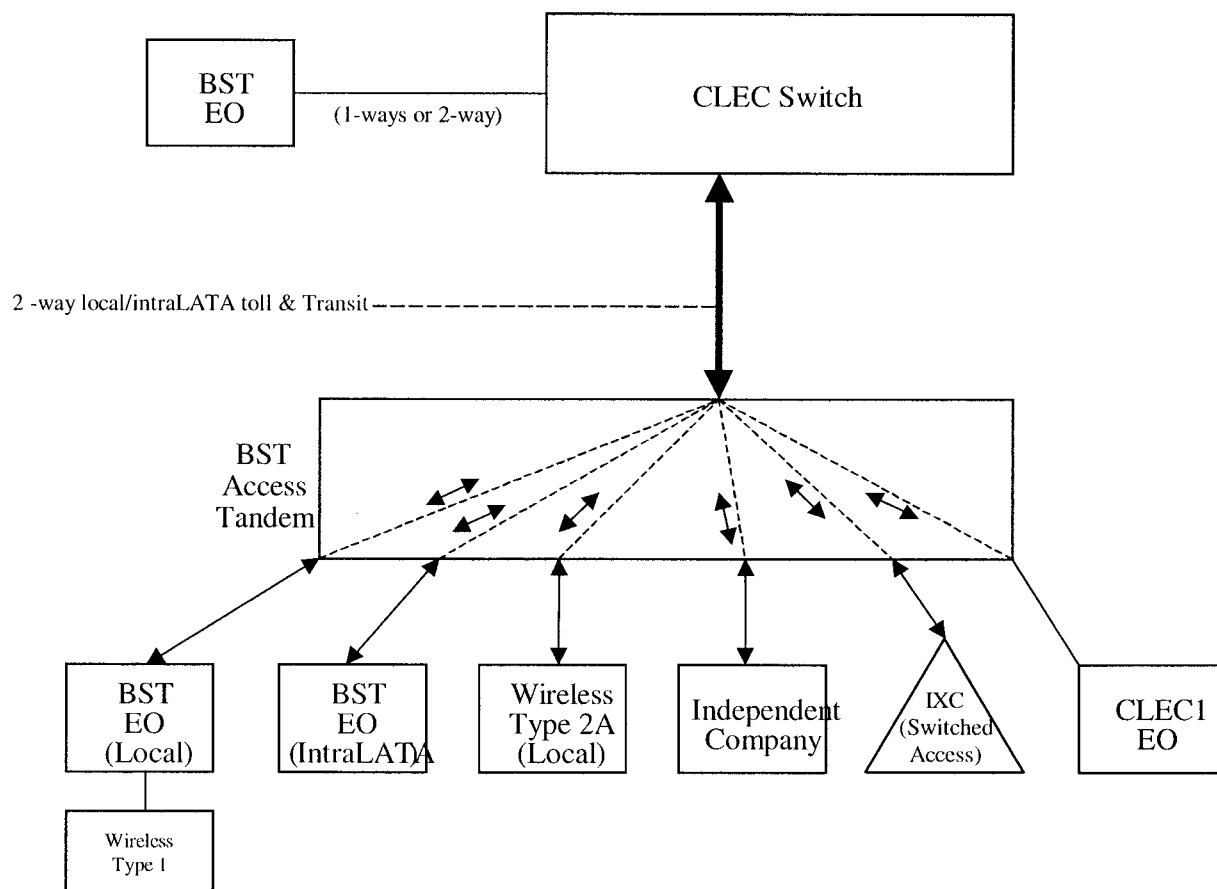 BST
EO
(1-ways or 2-way)
CLEC Switch
2 -way local/intraLATA toll & Transit
BST
Access
Tandem
BST
EO
(Local)
BST
EO
(IntraLATA)
Wireless
Type 2A
(Local)
Independent
Company
IXC
(Switched
Access)
CLEC1
EO
Wireless
Type 1